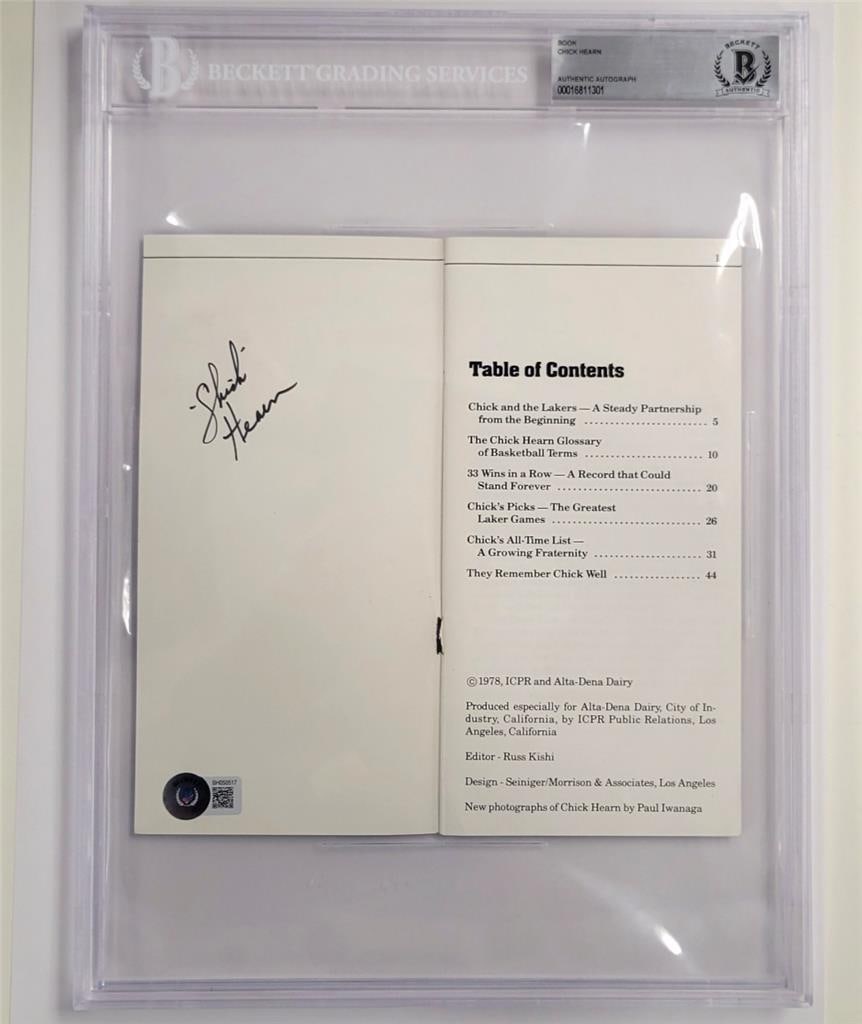 BECKETT GRADING SERVICES
BOOK
CHICK HEARN
AUTHENTIC AUTOGRAPH
00016811301
BECKETT
B
AUTHENTIC
"Chick"
Hearn
1
Table of Contents
Chick and the Lakers — A Steady Partnership
from the Beginning ........................ 5
The Chick Hearn Glossary
of Basketball Terms ....................... 10
33 Wins in a Row — A Record that Could
Stand Forever ............................ 20
Chick's Picks — The Greatest
Laker Games ............................. 26
Chick's All-Time List —
A Growing Fraternity ..................... 31
They Remember Chick Well ................. 44
©1978, ICPR and Alta-Dena Dairy
Produced especially for Alta-Dena Dairy, City of In-
dustry, California, by ICPR Public Relations, Los
Angeles, California
Editor - Russ Kishi
Design - Seiniger/Morrison & Associates, Los Angeles
New photographs of Chick Hearn by Paul Iwanaga